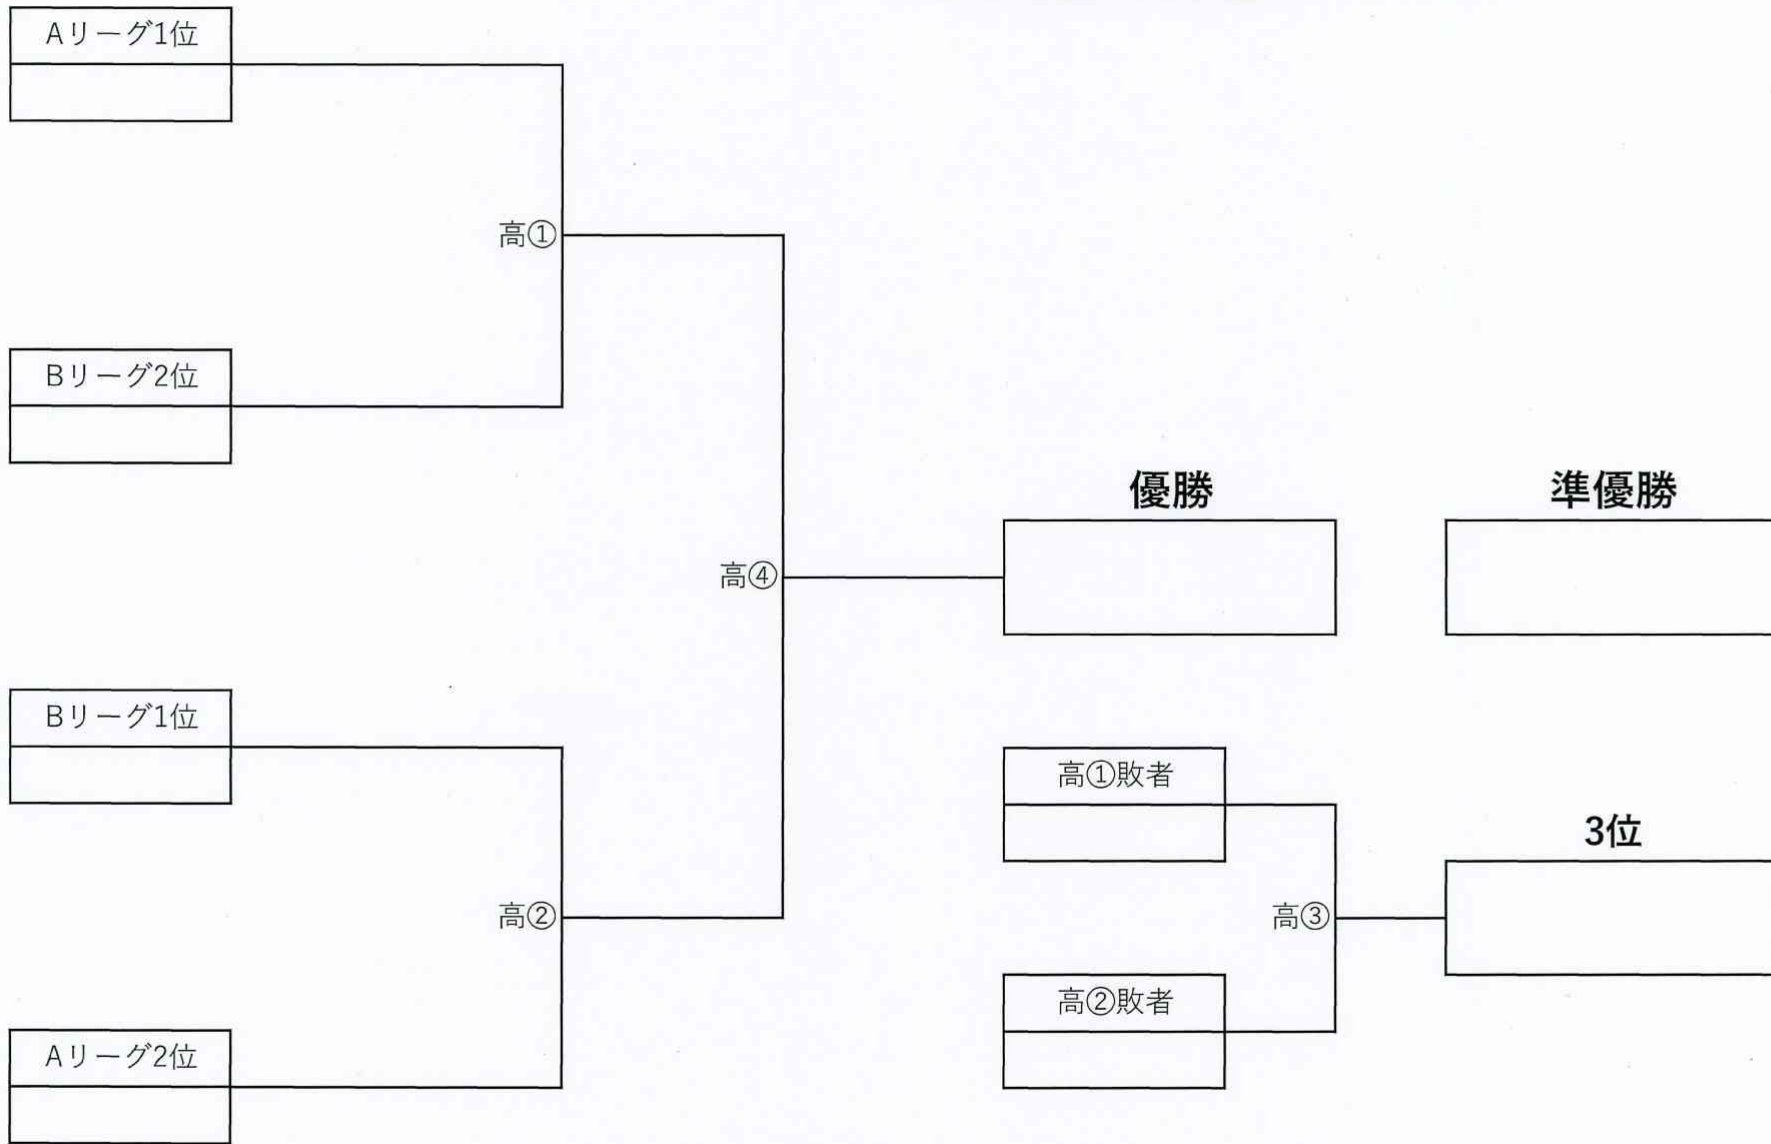 Aリーグ1位
高①
Bリーグ2位
優勝
準優勝
高④
Bリーグ1位
高①敗者
3位
高②
高③
高②敗者
Aリーグ2位